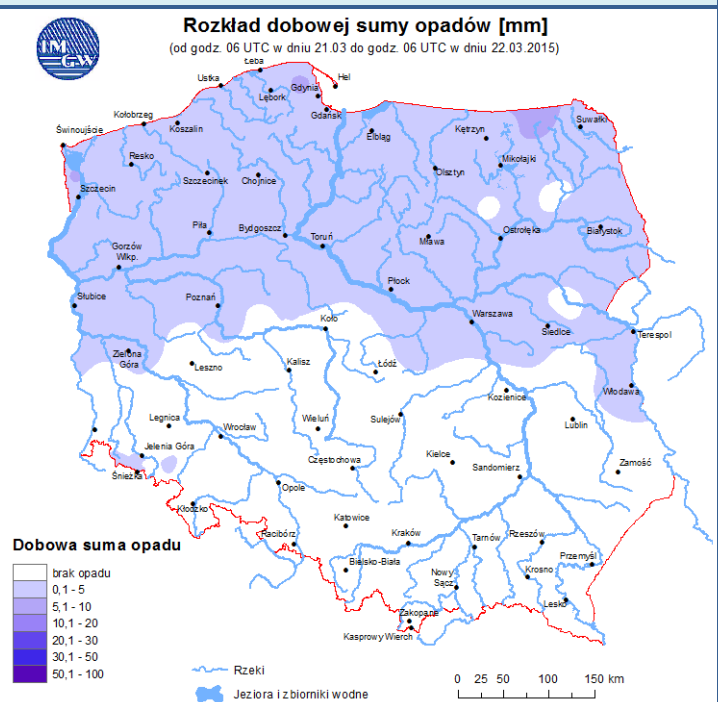 Rozkład dobowej sumy opadów [mm]
(od godz. 06 UTC w dniu 21.03 do godz. 06 UTC w dniu 22.03.2015)
IM
GW
Łeba
Ustka
Hel
Gdynia
Lębork
Kołobrzeg
Koszalin
Gdańsk
Świnoujście
Elbląg
Kętrzyn
Suwałki
Resko
Mikołajki
Szczecinek
Chojnice
Olsztyn
Szczecin
Piła
Bydgoszcz
Toruń
Mława
Ostrołęka
Białystok
Gorzów
Wlkp.
Płock
Słubice
Poznań
Koło
Warszawa
Siedlce
Terespol
Zielona
Góra
Leszno
Kalisz
Łódź
Włodawa
Kozienice
Legnica
Wrocław
Wieluń
Sulejów
Lublin
Jelenia Góra
Częstochowa
Kielce
Sandomierz
Zamość
Śnieżka
Opole
Kłodzko
Katowice
Racibórz
Kraków
Tarnów
Rzeszów
Przemyśl
Bielsko-Biała
Nowy
Sącz
Krosno
Lesko
Zakopane
Kasprowy Wierch
Dobowa suma opadu
brak opadu
0,1 - 5
5,1 - 10
10,1 - 20
20,1 - 30
30,1 - 50
50,1 - 100
Rzeki
Jeziora i zbiorniki wodne
0 25 50 100 150 km